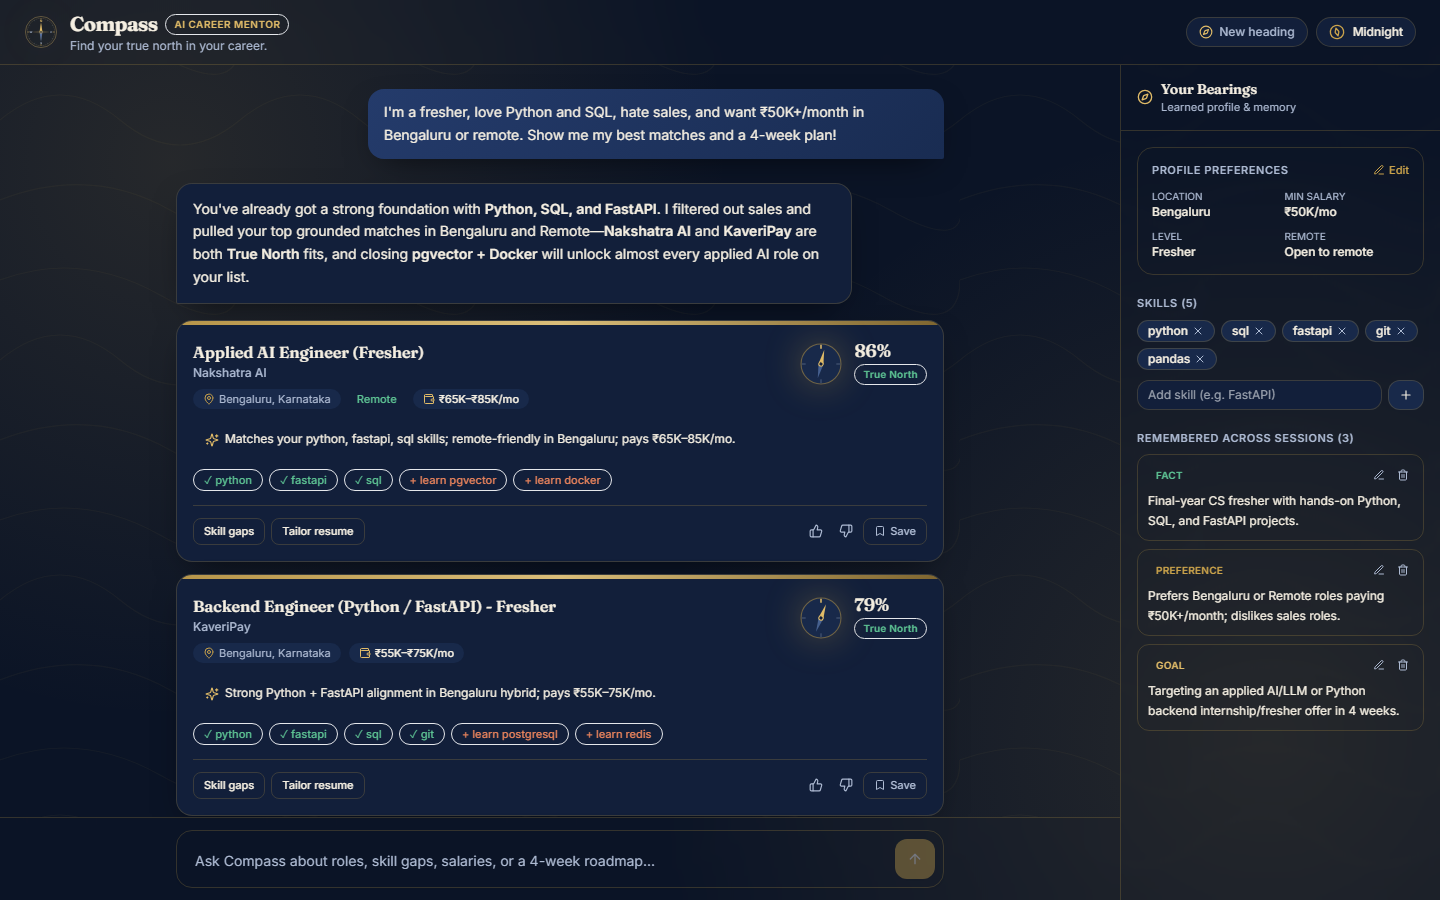 Compass
AI CAREER MENTOR
Find your true north in your career.
New heading
Midnight
I'm a fresher, love Python and SQL, hate sales, and want ₹50K+/month in
Bengaluru or remote. Show me my best matches and a 4-week plan!
You've already got a strong foundation with Python, SQL, and FastAPI. I filtered out sales and
pulled your top grounded matches in Bengaluru and Remote—Nakshatra AI and KaveriPay are
both True North fits, and closing pgvector + Docker will unlock almost every applied AI role on
your list.
Applied AI Engineer (Fresher)
Nakshatra AI
86%
True North
Bengaluru, Karnataka
Remote
₹65K–₹85K/mo
Matches your python, fastapi, sql skills; remote-friendly in Bengaluru; pays ₹65K–85K/mo.
✓ python
✓ fastapi
✓ sql
+ learn pgvector
+ learn docker
Skill gaps
Tailor resume
Save
Backend Engineer (Python / FastAPI) - Fresher
KaveriPay
79%
True North
Bengaluru, Karnataka
₹55K–₹75K/mo
Strong Python + FastAPI alignment in Bengaluru hybrid; pays ₹55K–75K/mo.
✓ python
✓ fastapi
✓ sql
✓ git
+ learn postgresql
+ learn redis
Skill gaps
Tailor resume
Save
Ask Compass about roles, skill gaps, salaries, or a 4-week roadmap...
Your Bearings
Learned profile & memory
PROFILE PREFERENCES
Edit
LOCATION
Bengaluru
MIN SALARY
₹50K/mo
LEVEL
Fresher
REMOTE
Open to remote
SKILLS (5)
python
sql
fastapi
git
pandas
Add skill (e.g. FastAPI)
REMEMBERED ACROSS SESSIONS (3)
FACT
Final-year CS fresher with hands-on Python,
SQL, and FastAPI projects.
PREFERENCE
Prefers Bengaluru or Remote roles paying
₹50K+/month; dislikes sales roles.
GOAL
Targeting an applied AI/LLM or Python
backend internship/fresher offer in 4 weeks.